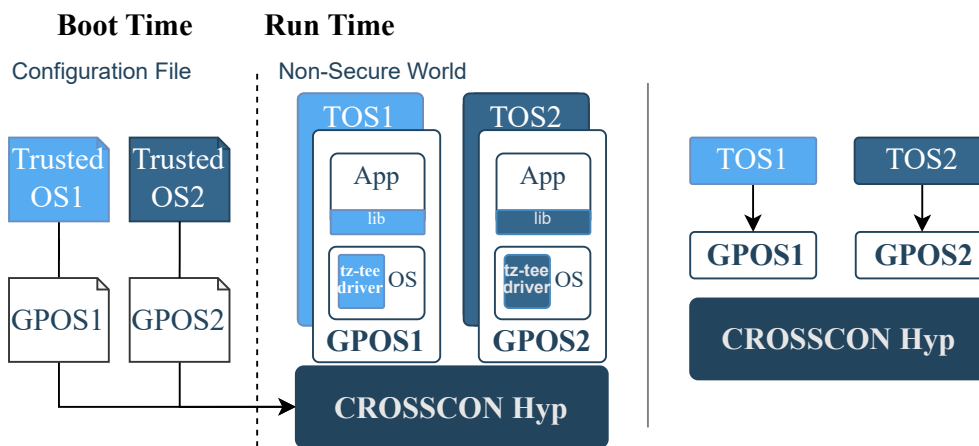 Boot Time
Run Time
Configuration File
Non-Secure World
Trusted
OS1
Trusted
OS2
GPOS1
GPOS2
TOS1
App
lib
tz-tee
driver
OS
GPOS1
TOS2
App
lib
tz-tee
driver
OS
GPOS2
CROSSCON Hyp
TOS1
TOS2
GPOS1
GPOS2
CROSSCON Hyp